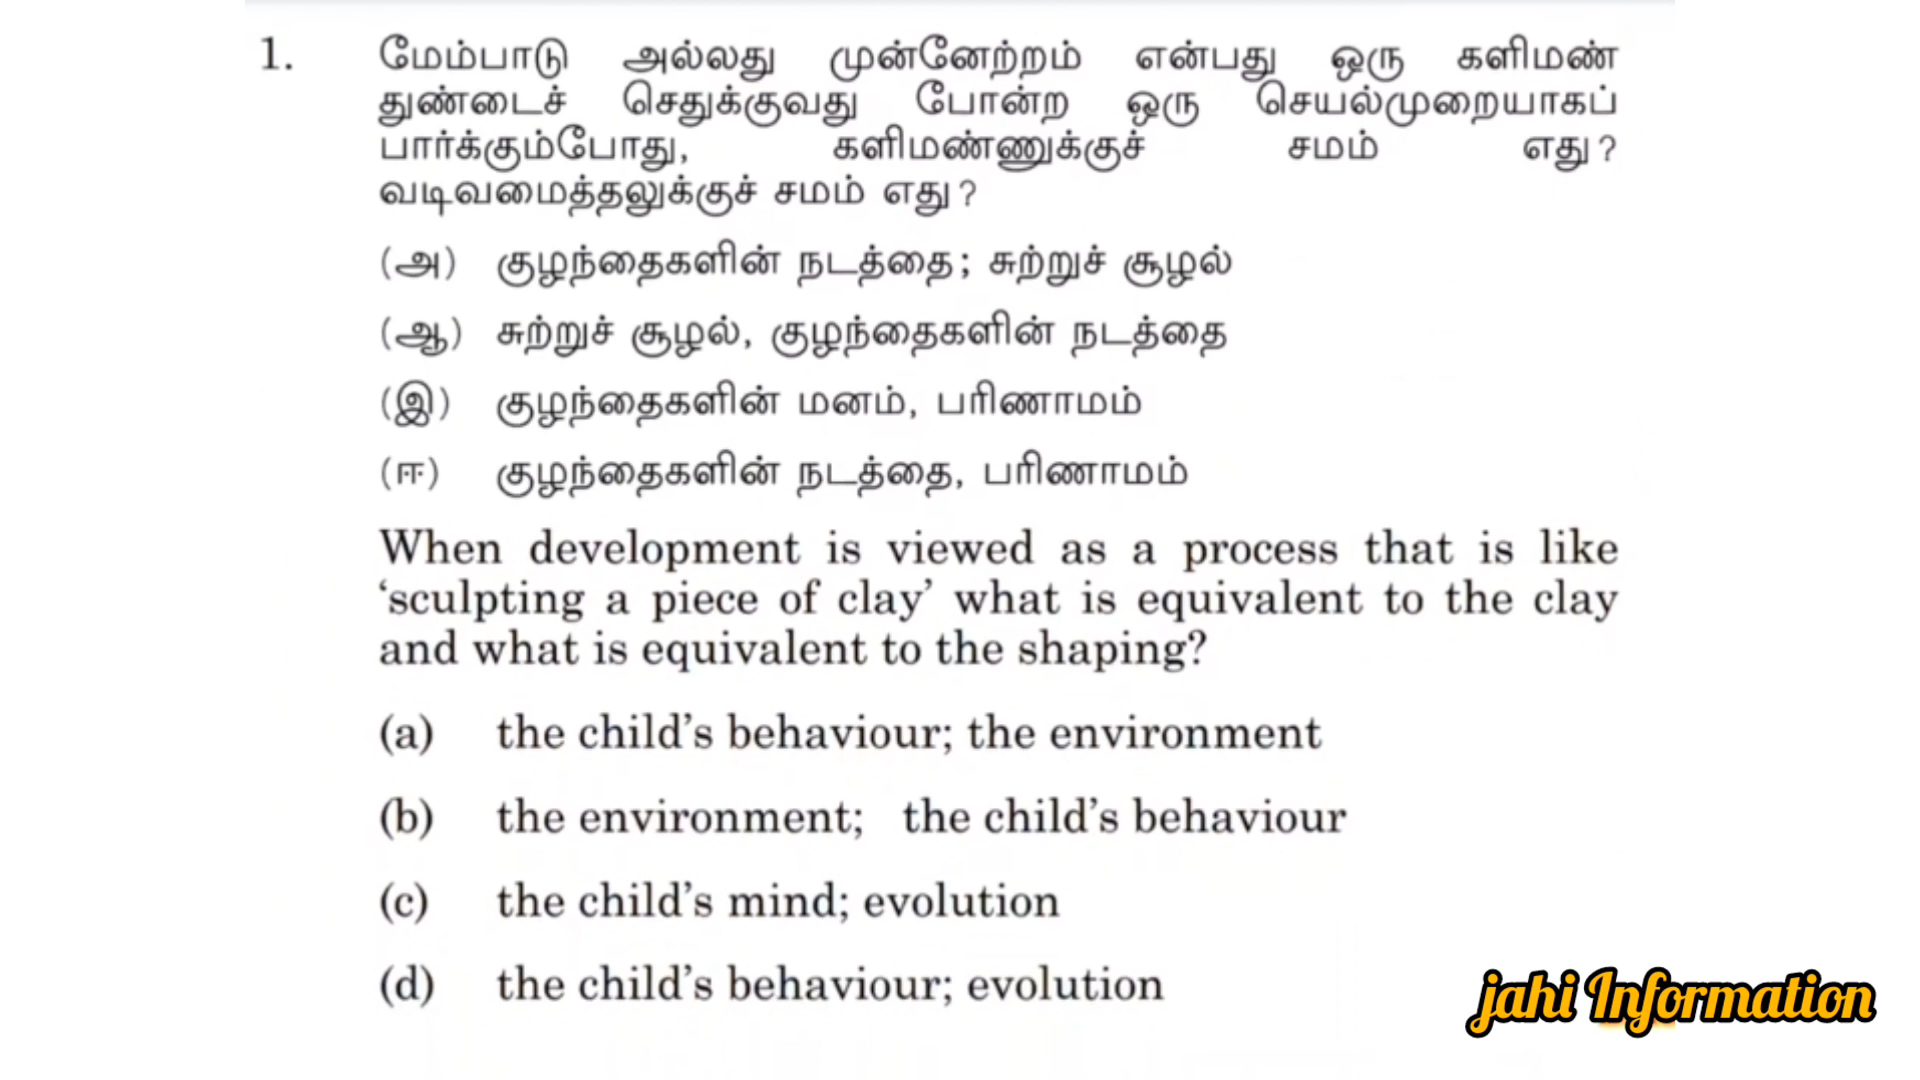 1. மேம்பாடு அல்லது முன்னேற்றம் என்பது ஒரு களிமண்
துண்டைச் செதுக்குவது போன்ற ஒரு செயல்முறையாகப்
பார்க்கும்போது, களிமண்ணுக்குச் சமம் எது?
வடிவமைத்தலுக்குச் சமம் எது?
(அ) குழந்தைகளின் நடத்தை; சுற்றுச் சூழல்
(ஆ) சுற்றுச் சூழல், குழந்தைகளின் நடத்தை
(இ) குழந்தைகளின் மனம், பரிணாமம்
(ஈ) குழந்தைகளின் நடத்தை, பரிணாமம்
When development is viewed as a process that is like
‘sculpting a piece of clay’ what is equivalent to the clay
and what is equivalent to the shaping?
(a) the child’s behaviour; the environment
(b) the environment; the child’s behaviour
(c) the child’s mind; evolution
(d) the child’s behaviour; evolution
jahi Information